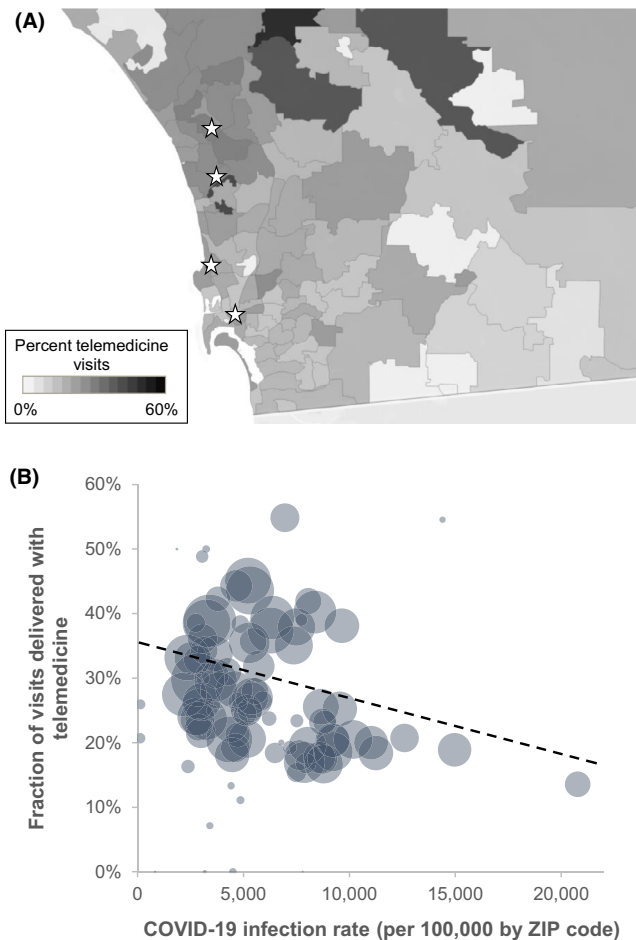 (A)
Percent telemedicine
visits
0%
60%
(B)
60%
50%
40%
30%
20%
10%
0%
Fraction of visits delivered with
telemedicine
0
5,000
10,000
15,000
20,000
COVID-19 infection rate (per 100,000 by ZIP code)